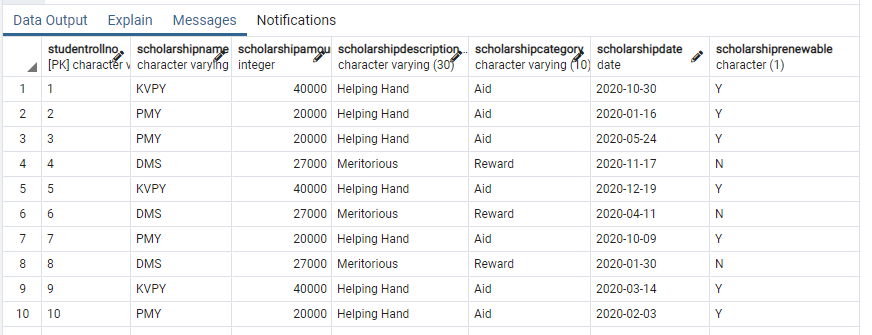 Data Output Explain Messages Notifications
studentrollno scholarshipname scholarshipamou scholarshipdescription... scholarshipcategory scholarshipdate scholarshiprenewable
[PK] character v character varying integer character varying (30) character varying (10) date character (1)
1 1 KVPY 40000 Helping Hand Aid 2020-10-30 Y
2 2 PMY 20000 Helping Hand Aid 2020-01-16 Y
3 3 PMY 20000 Helping Hand Aid 2020-05-24 Y
4 4 DMS 27000 Meritorious Reward 2020-11-17 N
5 5 KVPY 40000 Helping Hand Aid 2020-12-19 Y
6 6 DMS 27000 Meritorious Reward 2020-04-11 N
7 7 PMY 20000 Helping Hand Aid 2020-10-09 Y
8 8 DMS 27000 Meritorious Reward 2020-01-30 N
9 9 KVPY 40000 Helping Hand Aid 2020-03-14 Y
10 10 PMY 20000 Helping Hand Aid 2020-02-03 Y